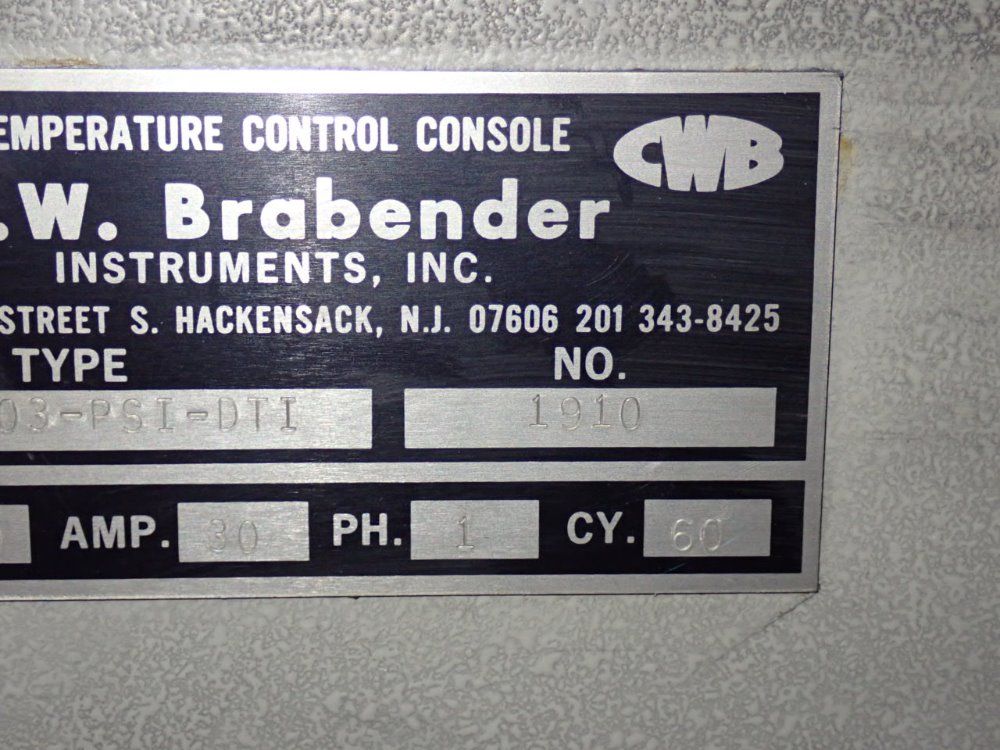 EMPERATURE CONTROL CONSOLE
CWB
.W. Brabender
INSTRUMENTS, INC.
STREET S. HACKENSACK, N.J. 07606 201 343-8425
TYPE NO.
03-PSI-DTI 1910
AMP. 30 PH. 1 CY. 60